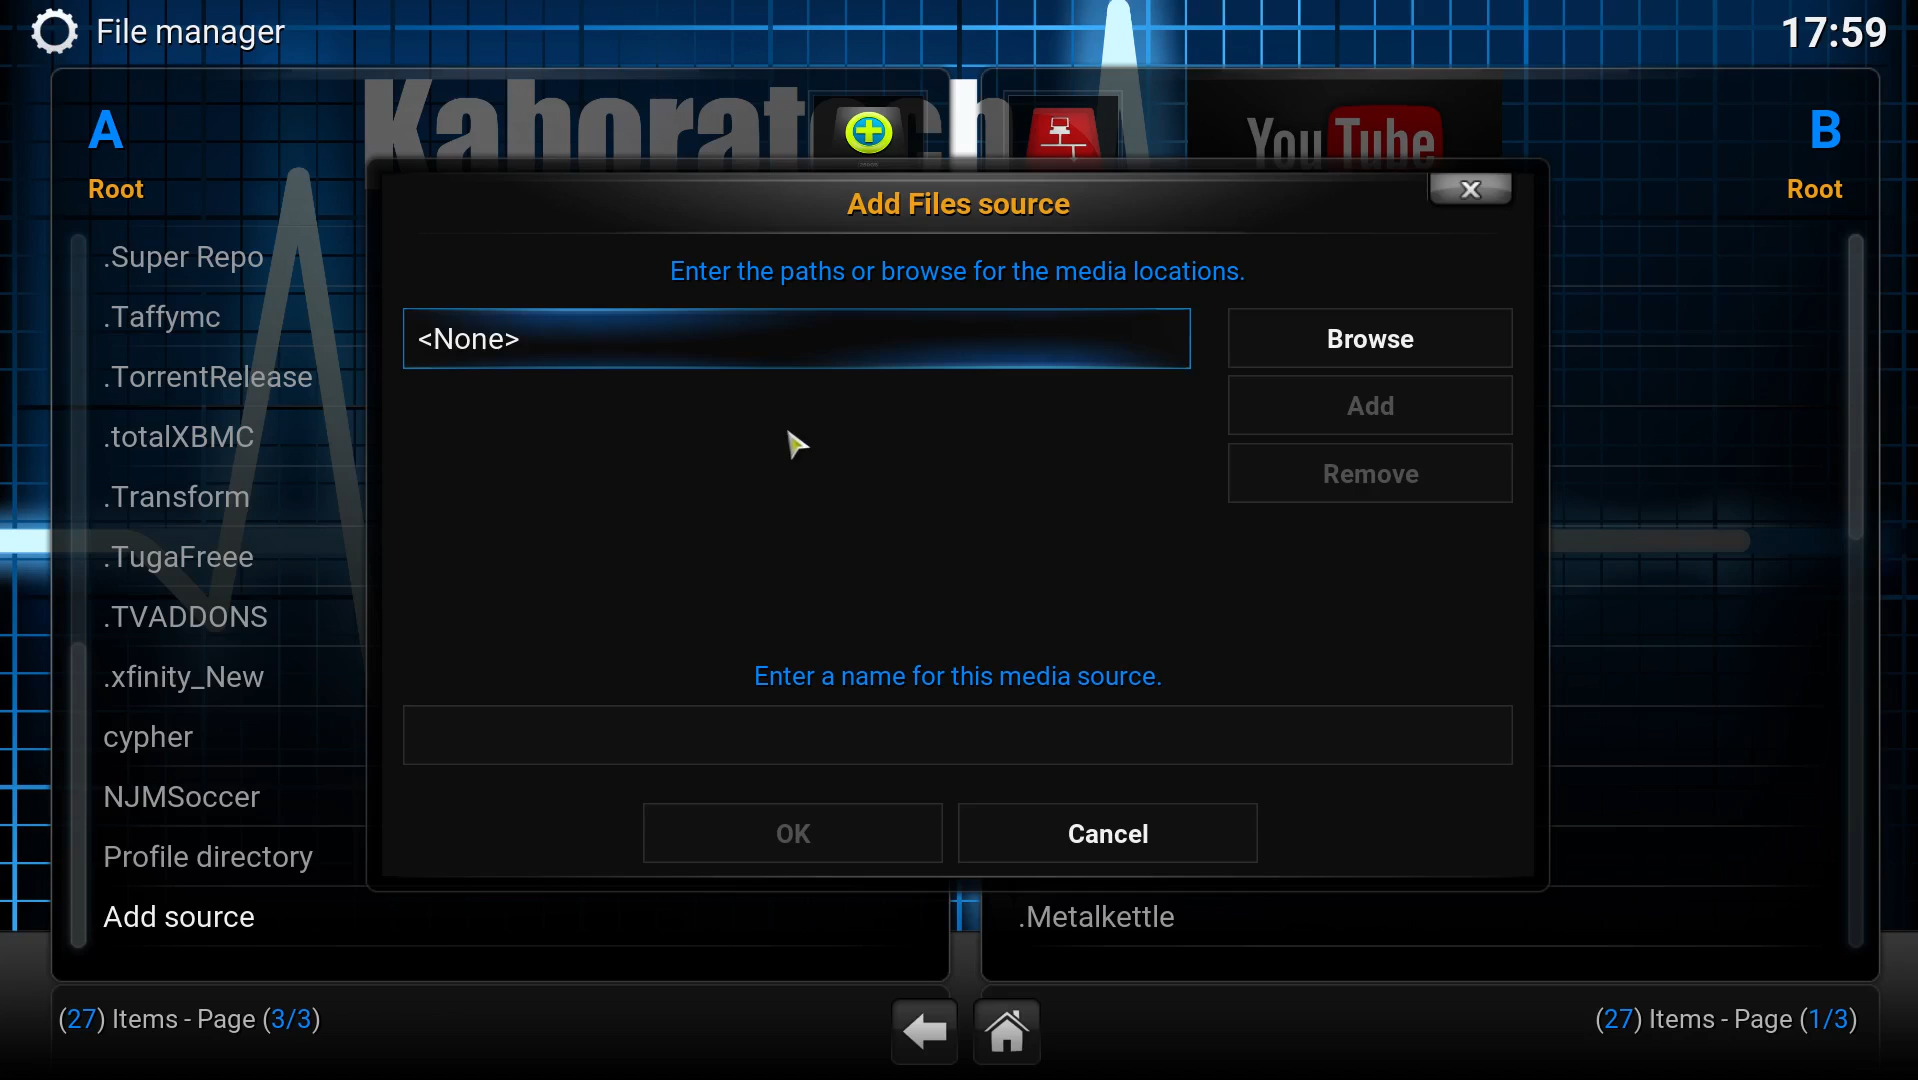 File manager
17:59
Kaboratech
YouTube
A
B
Root
Root
Add Files source
X
Enter the paths or browse for the media locations.
<None>
Browse
Add
Remove
Enter a name for this media source.
OK
Cancel
.Super Repo
.Taffymc
.TorrentRelease
.totalXBMC
.Transform
.TugaFreee
.TVADDONS
.xfinity_New
cypher
NJMSoccer
Profile directory
Add source
.Metalkettle
(27) Items - Page (3/3)
(27) Items - Page (1/3)